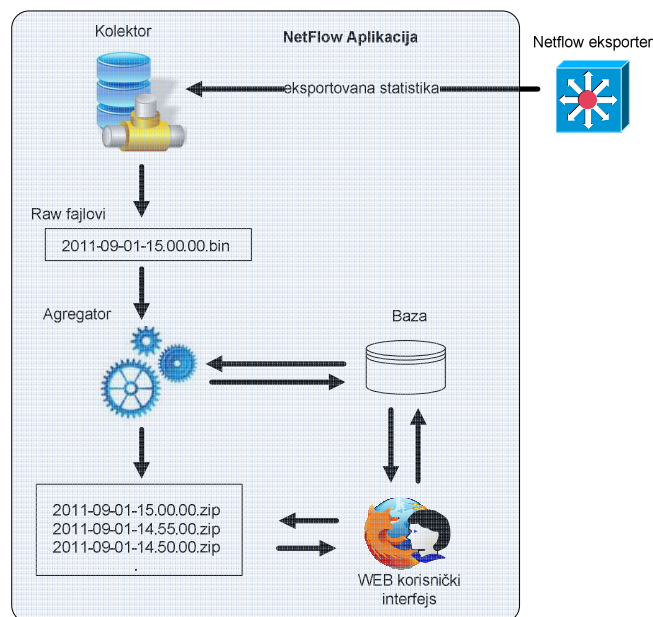 Kolektor
NetFlow Aplikacija
Netflow eksporter
eksportovana statistika
Raw fajlovi
2011-09-01-15.00.00.bin
Agregator
Baza
2011-09-01-15.00.00.zip
2011-09-01-14.55.00.zip
2011-09-01-14.50.00.zip
.
WEB korisnički
interfejs